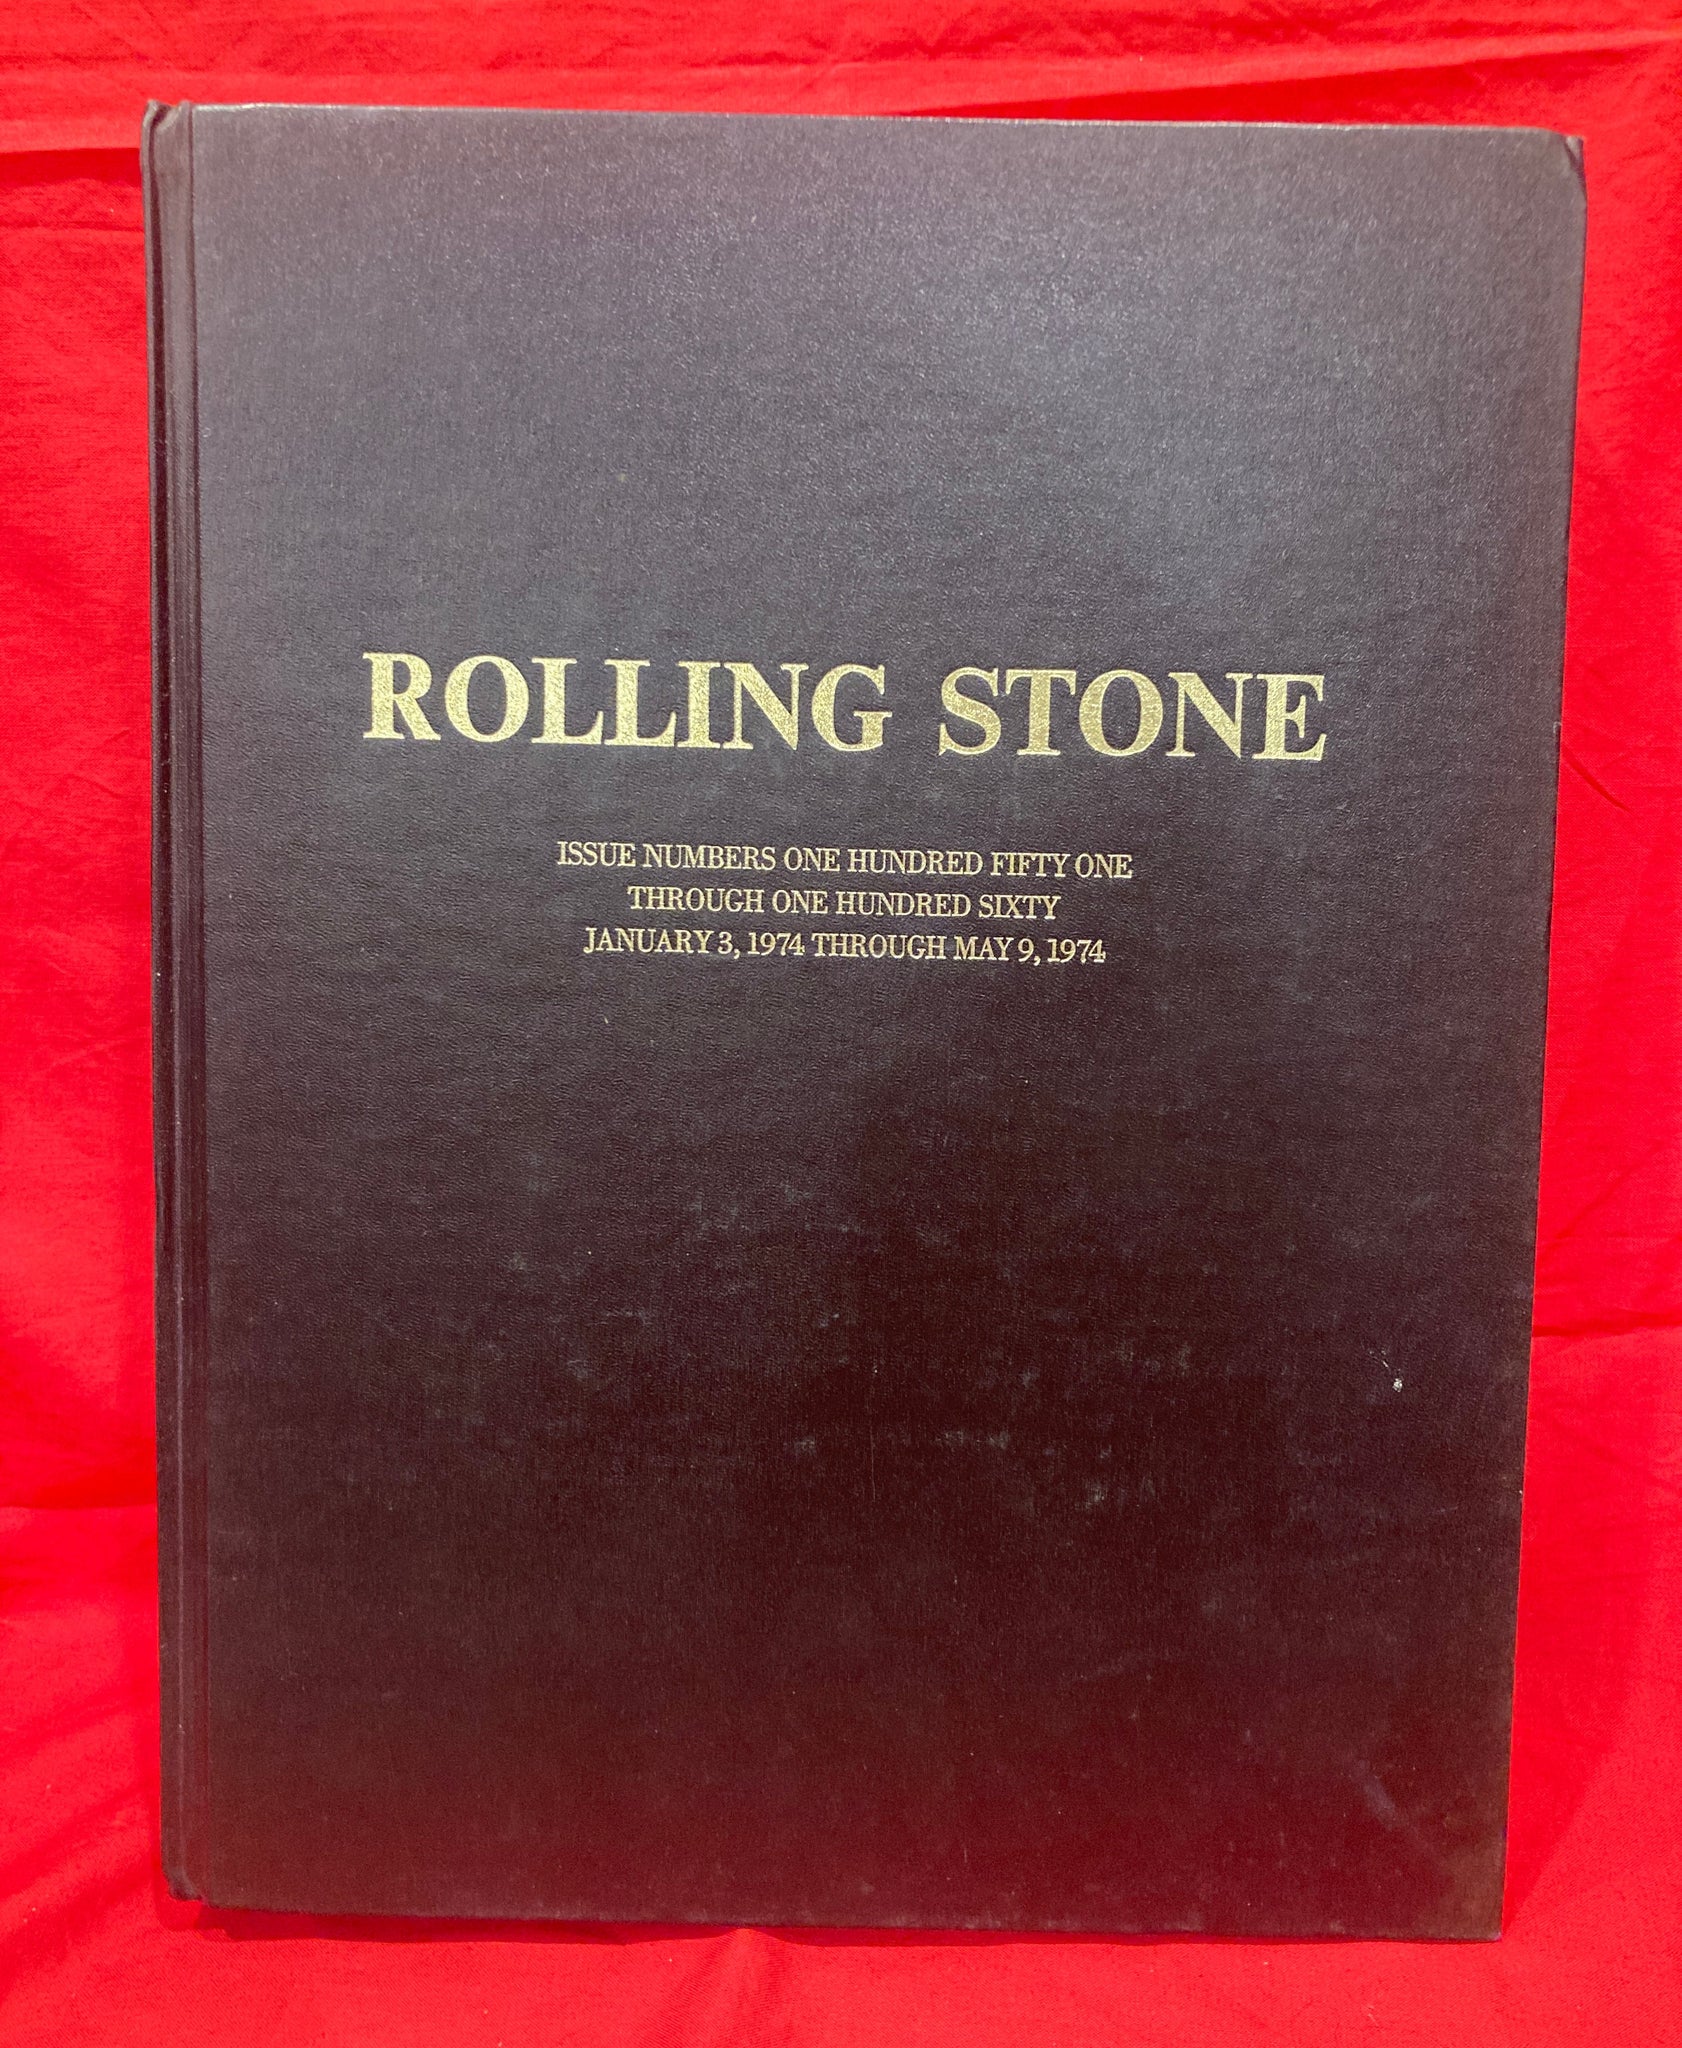 ROLLING STONE
ISSUE NUMBERS ONE HUNDRED FIFTY ONE
THROUGH ONE HUNDRED SIXTY
JANUARY 3, 1974 THROUGH MAY 9, 1974